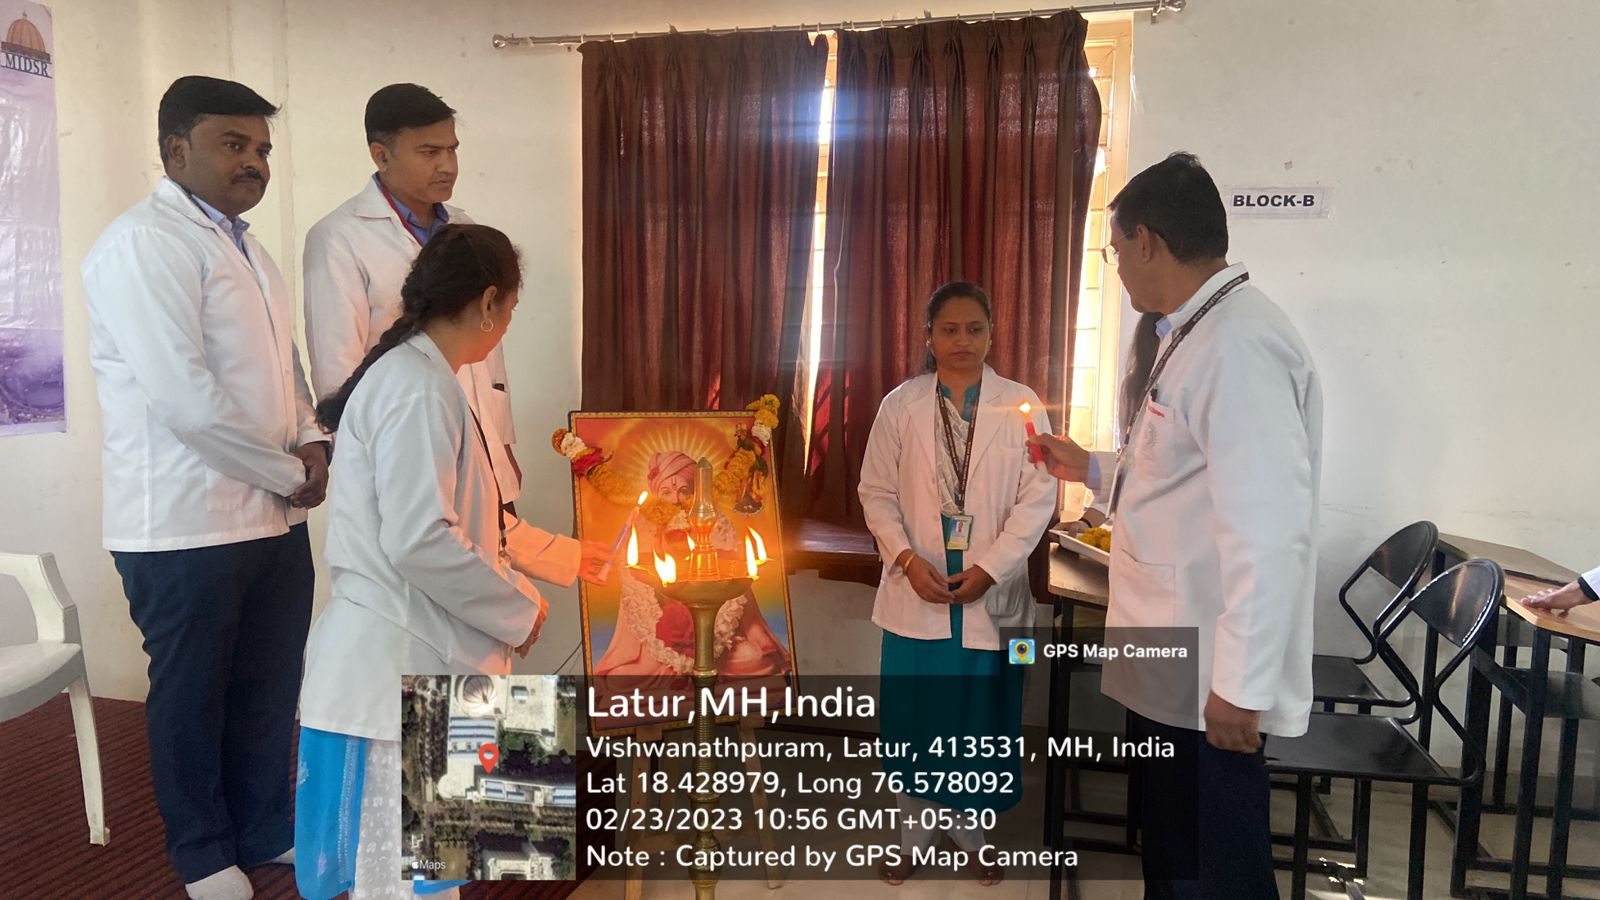 MIDSR
BLOCK-B
GPS Map Camera
Latur,MH,India
Vishwanathpuram, Latur, 413531, MH, India
Lat 18.428979, Long 76.578092
02/23/2023 10:56 GMT+05:30
Note : Captured by GPS Map Camera
Maps